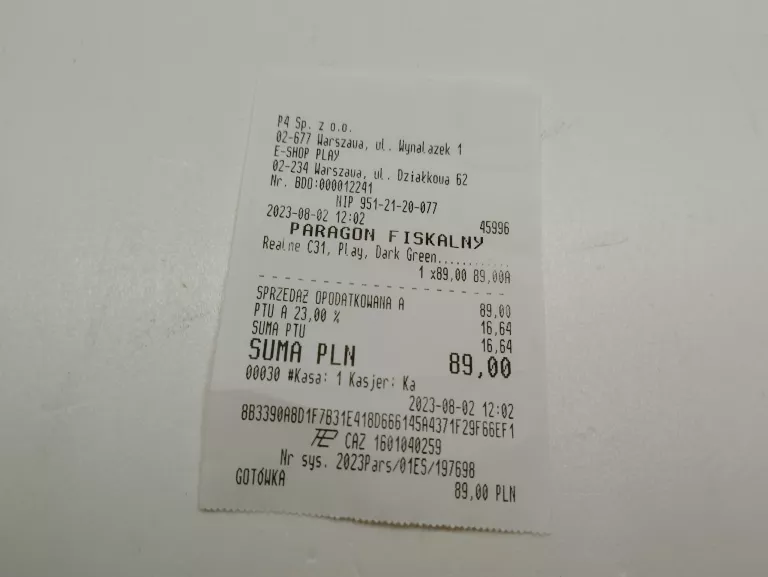 P4 Sp. z o.o.
02-677 Warszawa, ul. Wynalazek 1
E-SHOP PLAY
02-234 Warszawa, ul. Działkowa 62
Nr. BDO:000012241
NIP 951-21-20-077
2023-08-02 12:02 45996
PARAGON FISKALNY
Realne C31, Play, Dark Green............
1 x89,00 89,00A
SPRZEDAŻ OPODATKOWANA A 89,00
PTU A 23,00 % 16,64
SUMA PTU 16,64
SUMA PLN 89,00
00030 #Kasa: 1 Kasjer: Ka
2023-08-02 12:02
8B3390A8D1F7B31E418D666145A4371F29F66EF1
CAZ 1601040259
Nr sys. 2023Pars/01ES/197698
GOTÓWKA 89,00 PLN